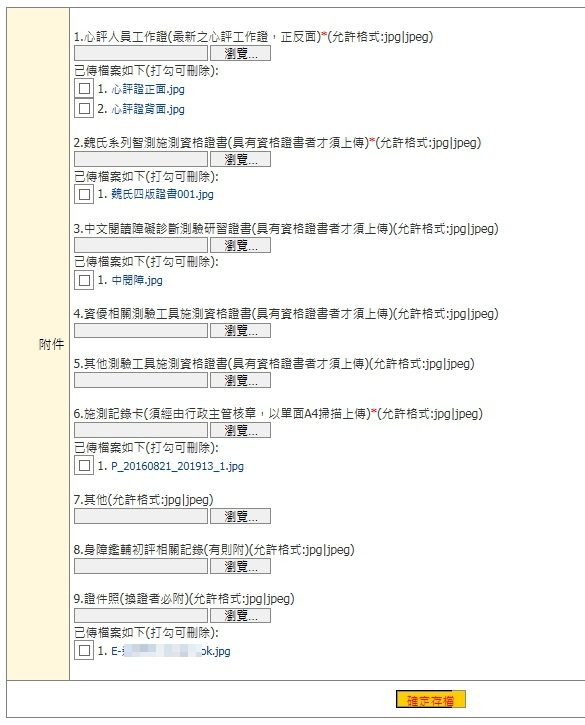 附件
1.心評人員工作證(最新之心評工作證，正反面)*(允許格式:jpg|jpeg)
瀏覽...
已傳檔案如下(打勾可刪除):
1. 心評證正面.jpg
2. 心評證背面.jpg
2.魏氏系列智測施測資格證書(具有資格證書者才須上傳)*(允許格式:jpg|jpeg)
瀏覽...
已傳檔案如下(打勾可刪除):
1. 魏氏四版證書001.jpg
3.中文閱讀障礙診斷測驗研習證書(具有資格證書者才須上傳)(允許格式:jpg|jpeg)
瀏覽...
已傳檔案如下(打勾可刪除):
1. 中閱障.jpg
4.資優相關測驗工具施測資格證書(具有資格證書者才須上傳)(允許格式:jpg|jpeg)
瀏覽...
5.其他測驗工具施測資格證書(具有資格證書者才須上傳)(允許格式:jpg|jpeg)
瀏覽...
6.施測記錄卡(須經由行政主管核章，以單面A4掃描上傳)*(允許格式:jpg|jpeg)
瀏覽...
已傳檔案如下(打勾可刪除):
1. P_20160821_201913_1.jpg
7.其他(允許格式:jpg|jpeg)
瀏覽...
8.身障鑑輔初評相關記錄(有則附)(允許格式:jpg|jpeg)
瀏覽...
9.證件照(換證者必附)(允許格式:jpg|jpeg)
瀏覽...
已傳檔案如下(打勾可刪除):
1. E-ok.jpg
確定存檔